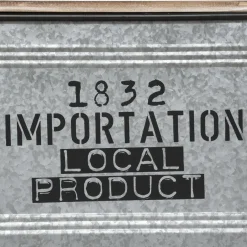 1832
IMPORTATION
LOCAL
PRODUCT